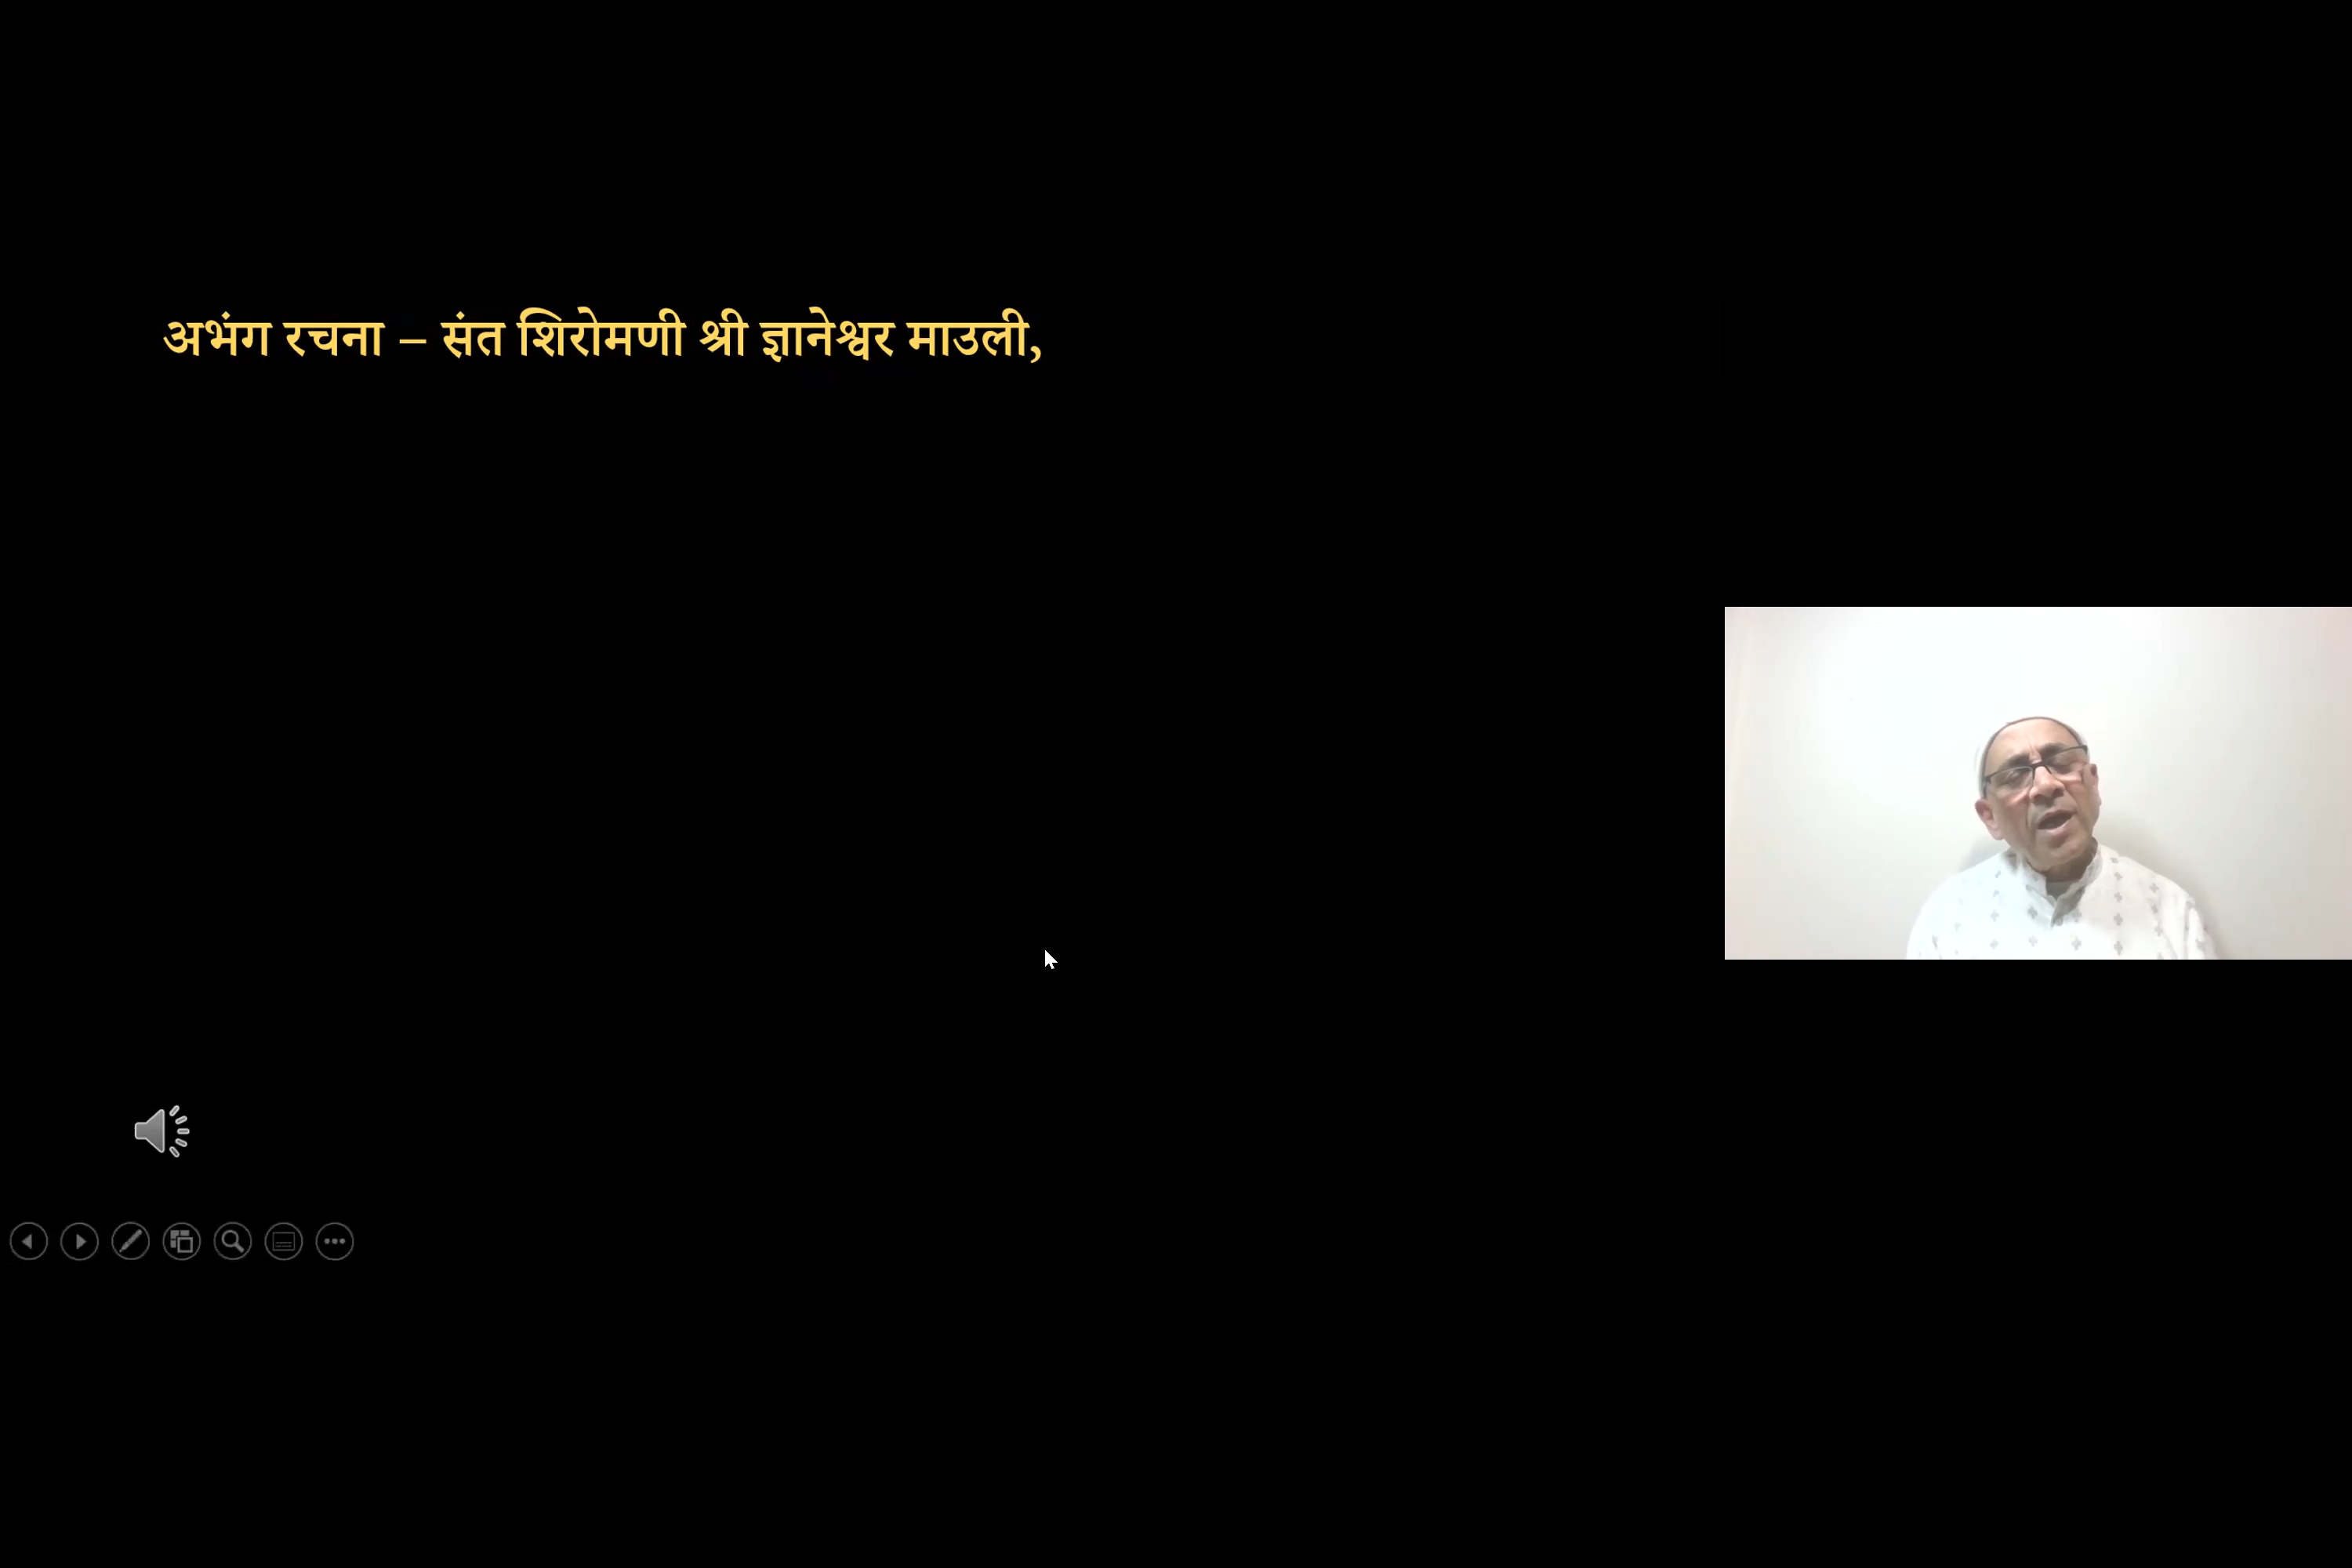 अभंग रचना – संत शिरोमणी श्री ज्ञानेश्वर माउली,